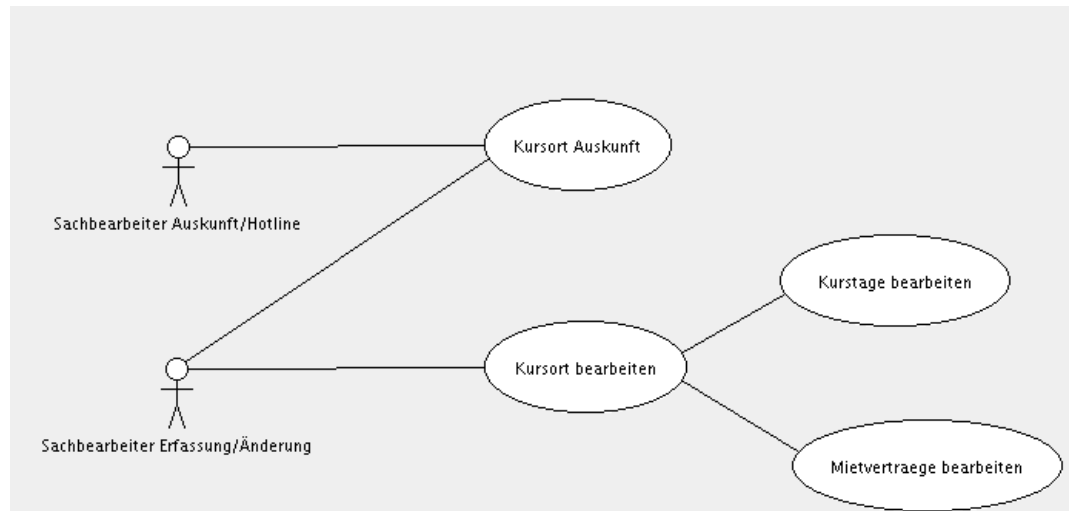 Kursort Auskunft
Sachbearbeiter Auskunft/Hotline
Kurstage bearbeiten
Kursort bearbeiten
Sachbearbeiter Erfassung/Änderung
Mietvertraege bearbeiten